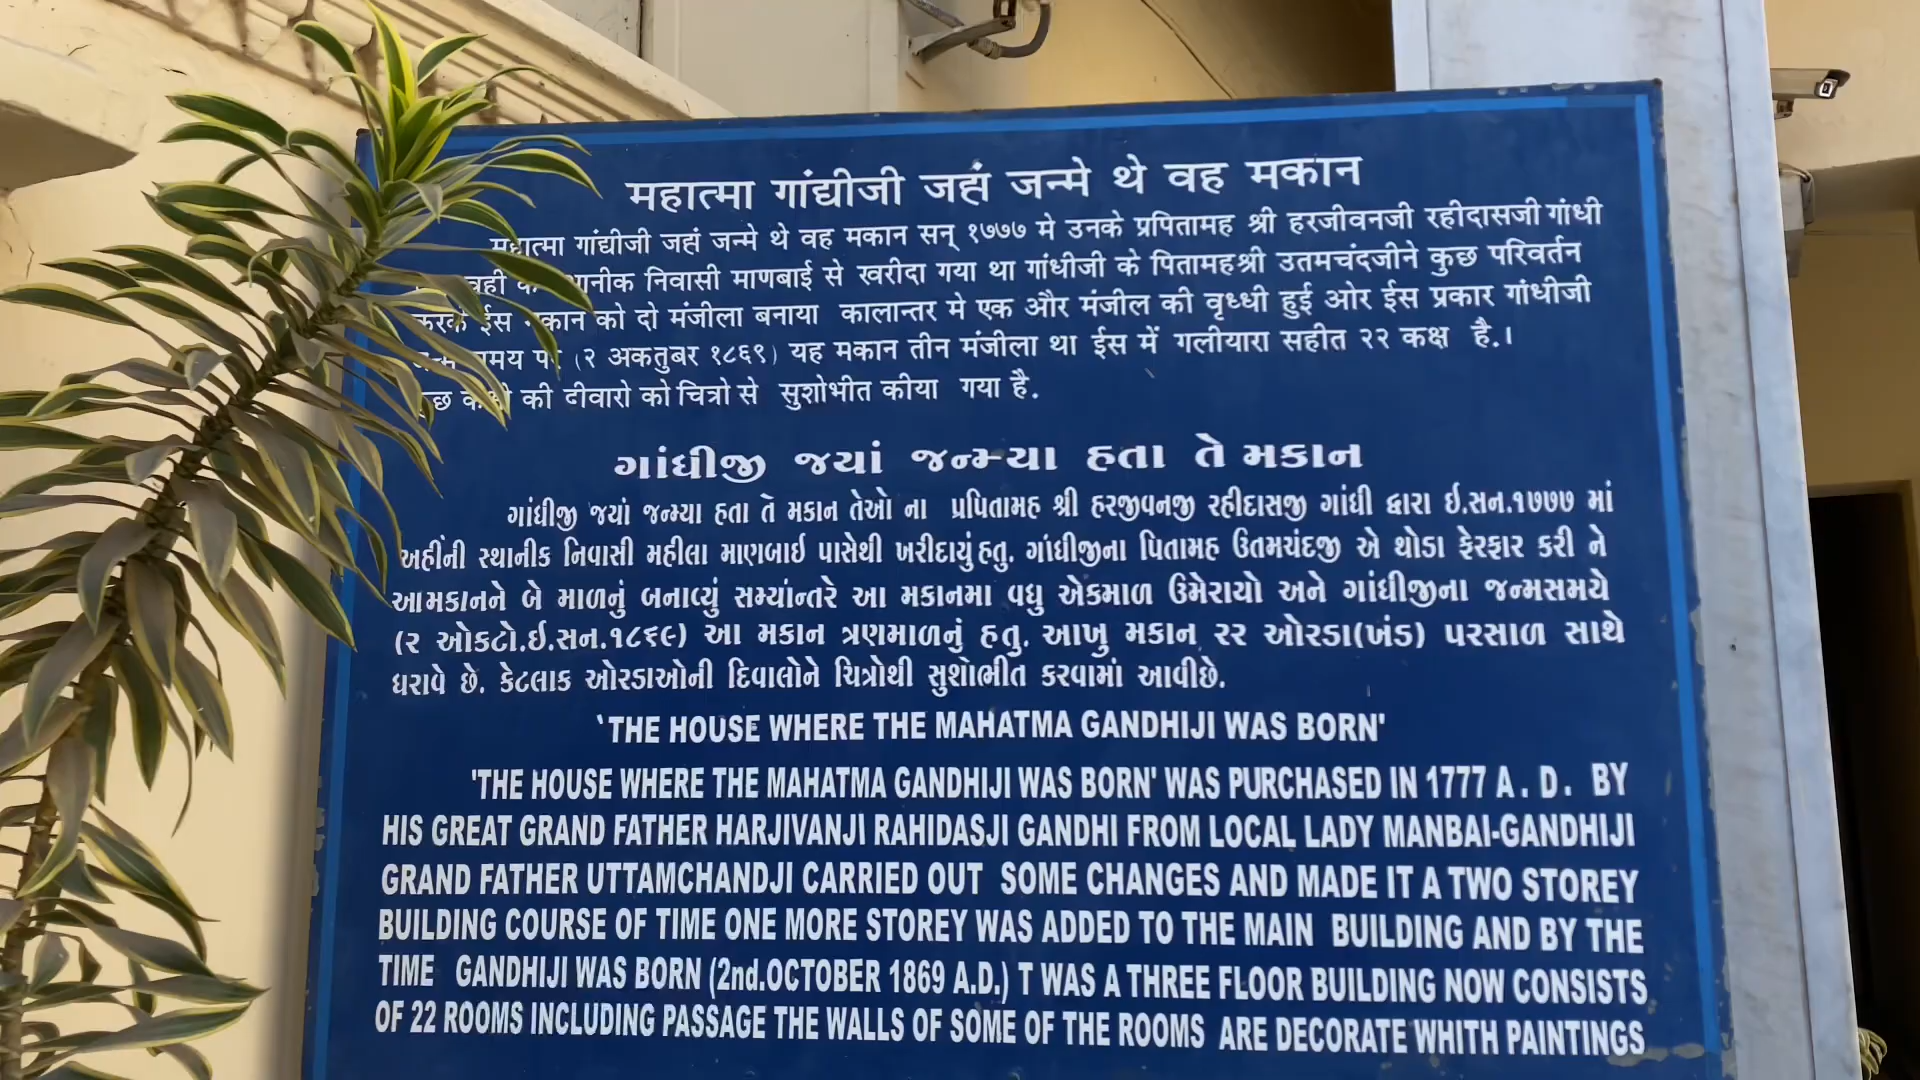 महात्मा गांधीजी जहां जन्मे थे वह मकान
महात्मा गांधीजी जहां जन्मे थे वह मकान सन् १७७७ मे उनके प्रपितामह श्री हरजीवनजी रहीदासजी गांधी
निवासी माणबाई से खरीदा गया था गांधीजी के पितामहश्री उतमचंदजीने कुछ परिवर्तन
करके ईस मकान को दो मंजीला बनाया कालान्तर मे एक और मंजील की वृध्धी हुई ओर ईस प्रकार गांधीजी
(२ अकतुबर १८६९) यह मकान तीन मंजीला था ईस में गलीयारा सहीत २२ कक्ष है.।
की दीवारो को चित्रो से सुशोभीत कीया गया है.
ગાંધીજી જયાં જન્મ્યા હતા તે મકાન
ગાંધીજી જયાં જન્મ્યા હતા તે મકાન તેઓ ના પ્રપિતામહ શ્રી હરજીવનજી રહીદાસજી ગાંધી દ્વારા ઇ.સન.૧૭૭૭ માં
અહીંની સ્થાનીક નિવાસી મહીલા માણબાઇ પાસેથી ખરીદાયું હતુ. ગાંધીજીના પિતામહ ઉતમચંદજી એ થોડા ફેરફાર કરી ને
આમકાનને બે માળનું બનાવ્યું સમ્યાંન્તરે આ મકાનમા વધુ એકમાળ ઉમેરાયો અને ગાંધીજીના જન્મસમયે
(૨ ઓકટો.ઇ.સન.૧૮૬૯) આ મકાન ત્રણમાળનું હતુ. આખુ મકાન ૨૨ ઓરડા(ખંડ) પરસાળ સાથે
ધરાવે છે. કેટલાક ઓરડાઓની દિવાલોને ચિત્રોથી સુશોભીત કરવામાં આવીછે.
'THE HOUSE WHERE THE MAHATMA GANDHIJI WAS BORN'
'THE HOUSE WHERE THE MAHATMA GANDHIJI WAS BORN' WAS PURCHASED IN 1777 A. D. BY
HIS GREAT GRAND FATHER HARJIVANJI RAHIDASJI GANDHI FROM LOCAL LADY MANBAI-GANDHIJI
GRAND FATHER UTTAMCHANDJI CARRIED OUT SOME CHANGES AND MADE IT A TWO STOREY
BUILDING COURSE OF TIME ONE MORE STOREY WAS ADDED TO THE MAIN BUILDING AND BY THE
TIME GANDHIJI WAS BORN (2nd.OCTOBER 1869 A.D.) T WAS A THREE FLOOR BUILDING NOW CONSISTS
OF 22 ROOMS INCLUDING PASSAGE THE WALLS OF SOME OF THE ROOMS ARE DECORATE WHITH PAINTINGS